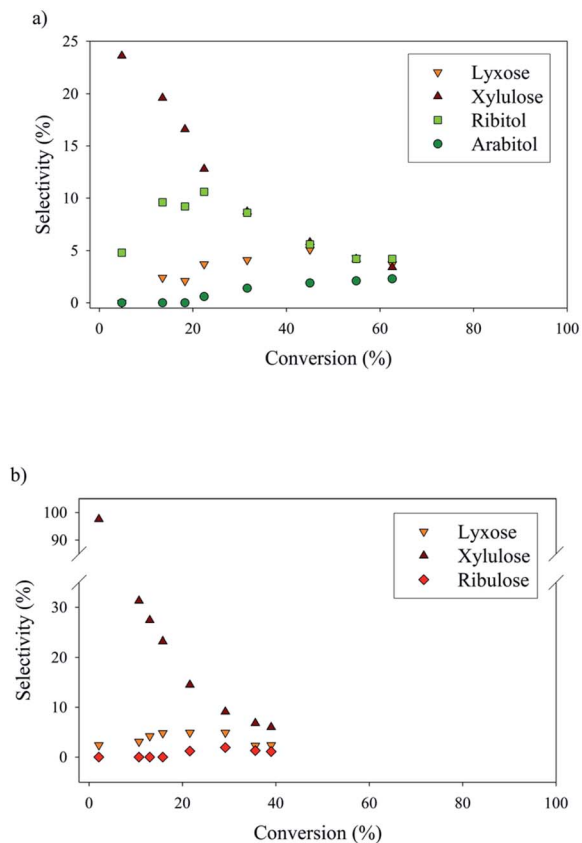 a)
25
20
15
10
5
0
Selectivity (%)
Lyxose
Xylulose
Ribitol
Arabitol
0 20 40 60 80 100
Conversion (%)
b)
100
90
30
20
10
0
Selectivity (%)
Lyxose
Xylulose
Ribulose
0 20 40 60 80 100
Conversion (%)